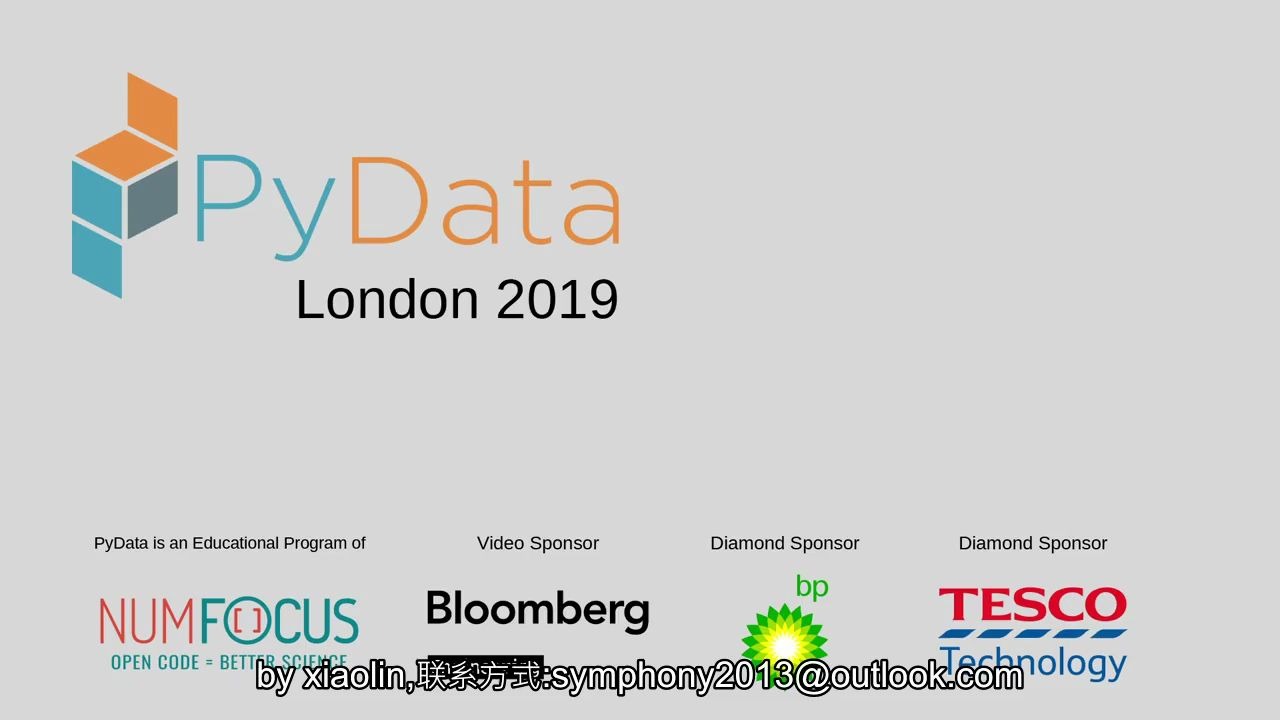 PyData
London 2019
PyData is an Educational Program of
Video Sponsor
Diamond Sponsor
Diamond Sponsor
NUMFOCUS
OPEN CODE = BETTER SCIENCE
Bloomberg
bp
TESCO
Technology
by xiaolin,联系方式:symphony2013@outlook.com